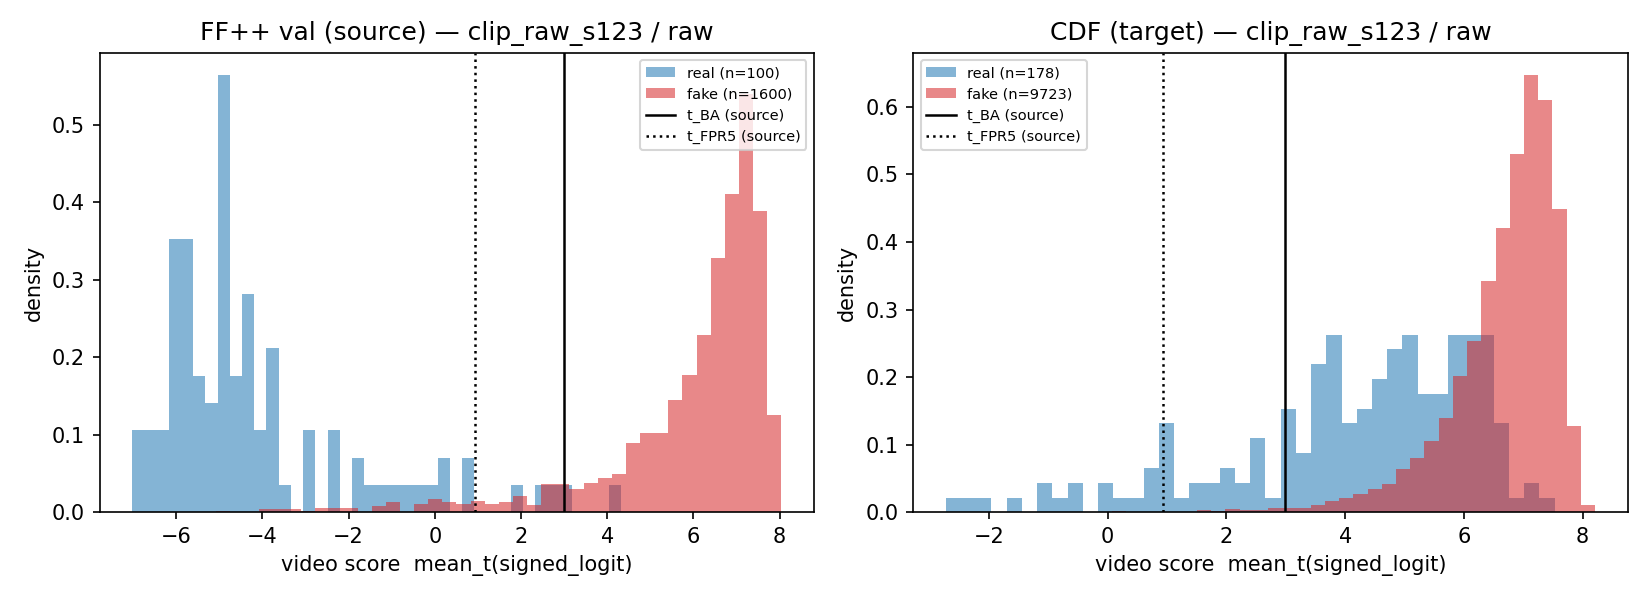 FF++ val (source) — clip_raw_s123 / raw
density
0.5
0.4
0.3
0.2
0.1
0.0
real (n=100)
fake (n=1600)
t_BA (source)
t_FPR5 (source)
−6 −4 −2 0 2 4 6 8
video score  mean_t(signed_logit)
CDF (target) — clip_raw_s123 / raw
density
0.6
0.5
0.4
0.3
0.2
0.1
0.0
real (n=178)
fake (n=9723)
t_BA (source)
t_FPR5 (source)
−2 0 2 4 6 8
video score  mean_t(signed_logit)